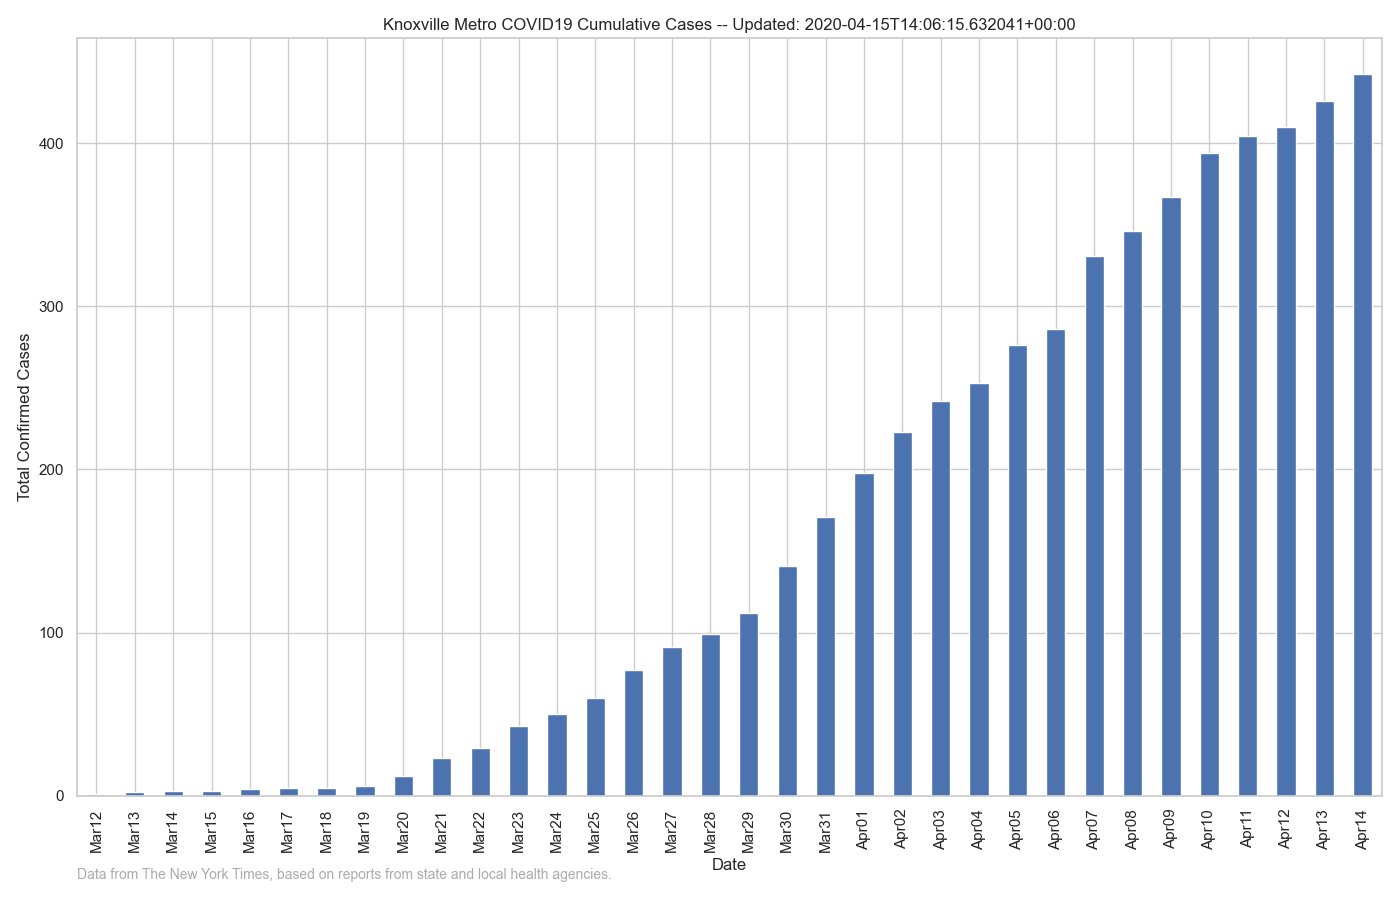 Knoxville Metro COVID19 Cumulative Cases -- Updated: 2020-04-15T14:06:15.632041+00:00
Total Confirmed Cases
400
300
200
100
0
Mar12
Mar13
Mar14
Mar15
Mar16
Mar17
Mar18
Mar19
Mar20
Mar21
Mar22
Mar23
Mar24
Mar25
Mar26
Mar27
Mar28
Mar29
Mar30
Mar31
Apr01
Apr02
Apr03
Apr04
Apr05
Apr06
Apr07
Apr08
Apr09
Apr10
Apr11
Apr12
Apr13
Apr14
Date
Data from The New York Times, based on reports from state and local health agencies.